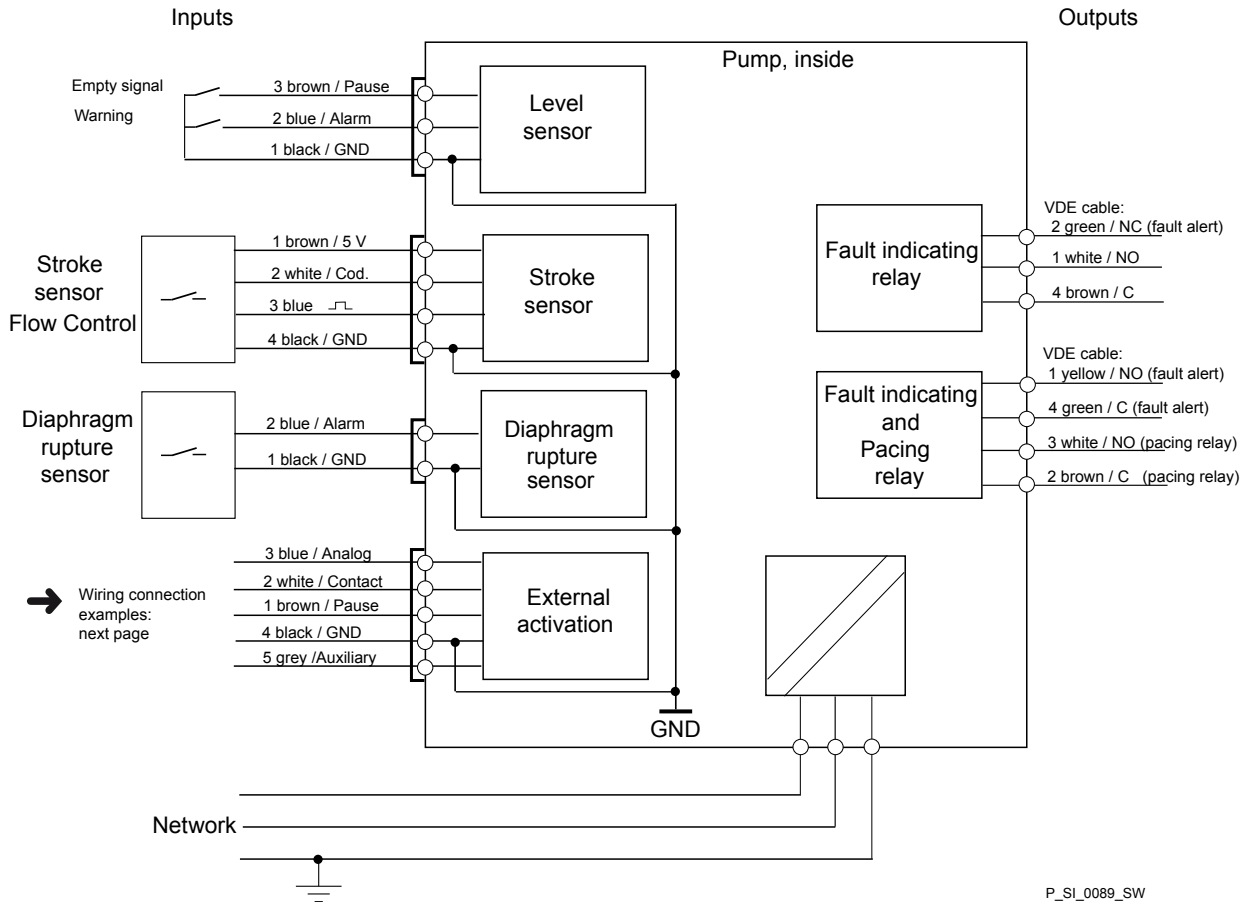 Inputs
Outputs
Pump, inside
Empty signal
Warning
3 brown / Pause
2 blue / Alarm
1 black / GND
Level
sensor
Stroke
sensor
Flow Control
1 brown / 5 V
2 white / Cod.
3 blue
4 black / GND
Stroke
sensor
Diaphragm
rupture
sensor
2 blue / Alarm
1 black / GND
Diaphragm
rupture
sensor
Wiring connection
examples:
next page
3 blue / Analog
2 white / Contact
1 brown / Pause
4 black / GND
5 grey /Auxiliary
External
activation
GND
Fault indicating
relay
VDE cable:
2 green / NC (fault alert)
1 white / NO
4 brown / C
Fault indicating
and
Pacing
relay
VDE cable:
1 yellow / NO (fault alert)
4 green / C (fault alert)
3 white / NO (pacing relay)
2 brown / C (pacing relay)
Network
P_SI_0089_SW